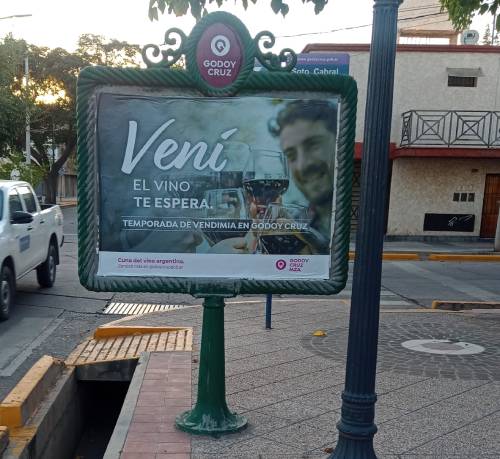 GODOY
CRUZ
Soto, Cabral
Vení
EL VINO
TE ESPERA.
TEMPORADA DE VENDIMIA EN GODOY CRUZ
Cuna del vino argentino.
GODOY
CRUZ
MZA.